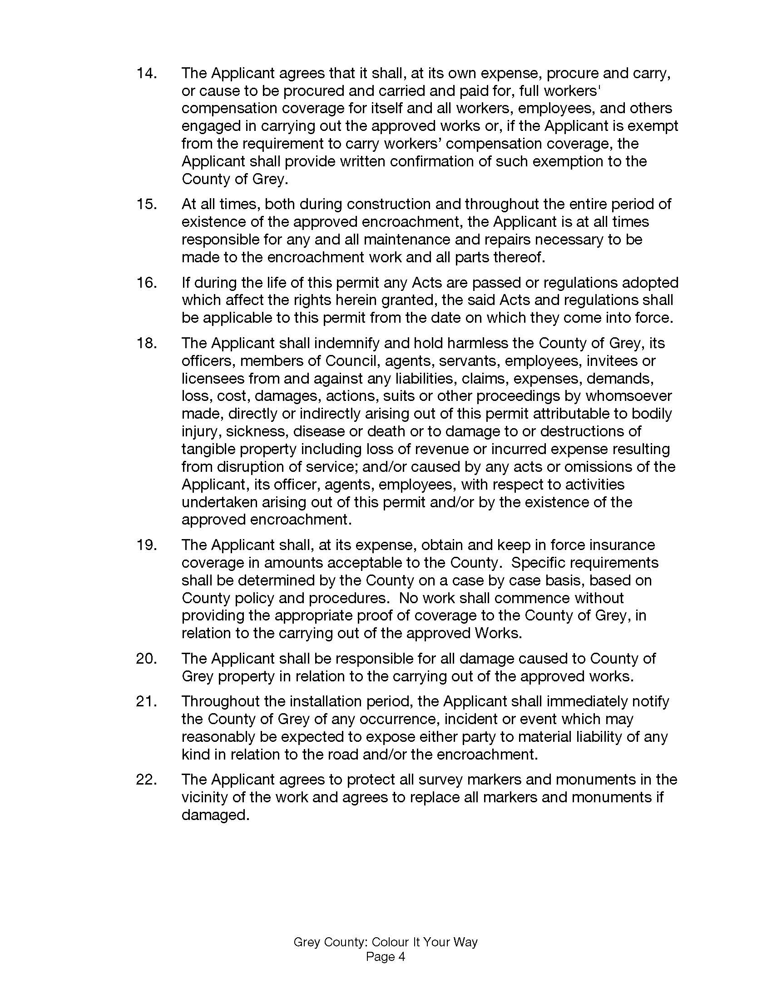 14. The Applicant agrees that it shall, at its own expense, procure and carry,
or cause to be procured and carried and paid for, full workers'
compensation coverage for itself and all workers, employees, and others
engaged in carrying out the approved works or, if the Applicant is exempt
from the requirement to carry workers’ compensation coverage, the
Applicant shall provide written confirmation of such exemption to the
County of Grey.
15. At all times, both during construction and throughout the entire period of
existence of the approved encroachment, the Applicant is at all times
responsible for any and all maintenance and repairs necessary to be
made to the encroachment work and all parts thereof.
16. If during the life of this permit any Acts are passed or regulations adopted
which affect the rights herein granted, the said Acts and regulations shall
be applicable to this permit from the date on which they come into force.
18. The Applicant shall indemnify and hold harmless the County of Grey, its
officers, members of Council, agents, servants, employees, invitees or
licensees from and against any liabilities, claims, expenses, demands,
loss, cost, damages, actions, suits or other proceedings by whomsoever
made, directly or indirectly arising out of this permit attributable to bodily
injury, sickness, disease or death or to damage to or destructions of
tangible property including loss of revenue or incurred expense resulting
from disruption of service; and/or caused by any acts or omissions of the
Applicant, its officer, agents, employees, with respect to activities
undertaken arising out of this permit and/or by the existence of the
approved encroachment.
19. The Applicant shall, at its expense, obtain and keep in force insurance
coverage in amounts acceptable to the County.  Specific requirements
shall be determined by the County on a case by case basis, based on
County policy and procedures.  No work shall commence without
providing the appropriate proof of coverage to the County of Grey, in
relation to the carrying out of the approved Works.
20. The Applicant shall be responsible for all damage caused to County of
Grey property in relation to the carrying out of the approved works.
21. Throughout the installation period, the Applicant shall immediately notify
the County of Grey of any occurrence, incident or event which may
reasonably be expected to expose either party to material liability of any
kind in relation to the road and/or the encroachment.
22. The Applicant agrees to protect all survey markers and monuments in the
vicinity of the work and agrees to replace all markers and monuments if
damaged.
Grey County: Colour It Your Way
Page 4